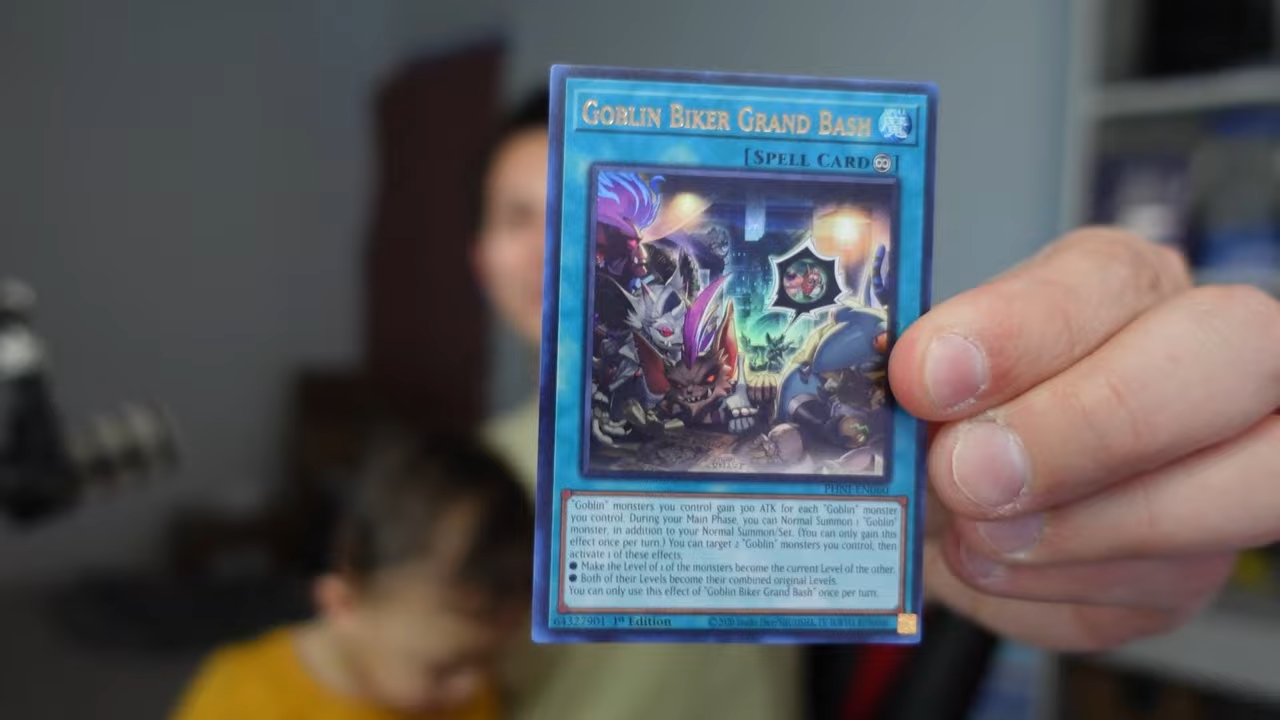 GOBLIN BIKER GRAND BASH
[SPELL CARD]
"Goblin" monsters you control gain 300 ATK for each "Goblin" monster
you control. During your Main Phase, you can Normal Summon 1 "Goblin"
monster, in addition to your Normal Summon/Set. (You can only gain this
effect once per turn.) You can target 2 "Goblin" monsters you control, then
activate 1 of these effects;
● Make the Level of 1 of the monsters become the current Level of the other.
● Both of their Levels become their combined original Levels.
You can only use this effect of "Goblin Biker Grand Bash" once per turn.
64327901 1st Edition